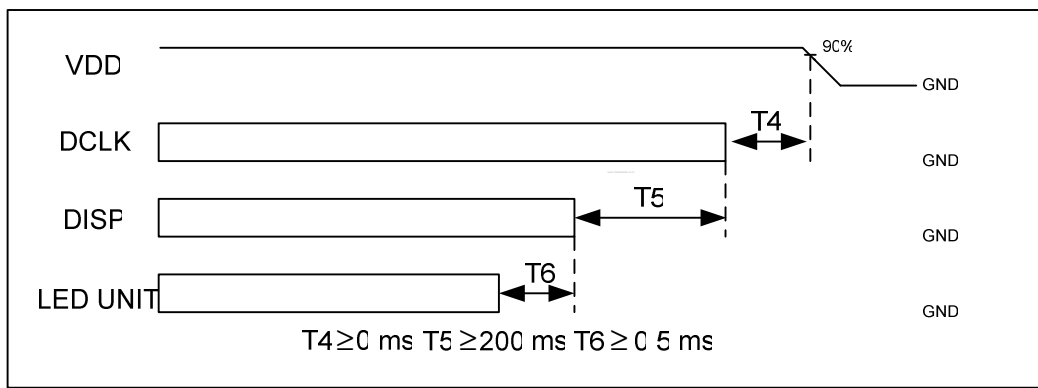 VDD
90%
GND
DCLK
T4
GND
DISP
T5
GND
LED UNIT
T6
GND
T4≥0 ms T5≥200 ms T6≥0 5 ms